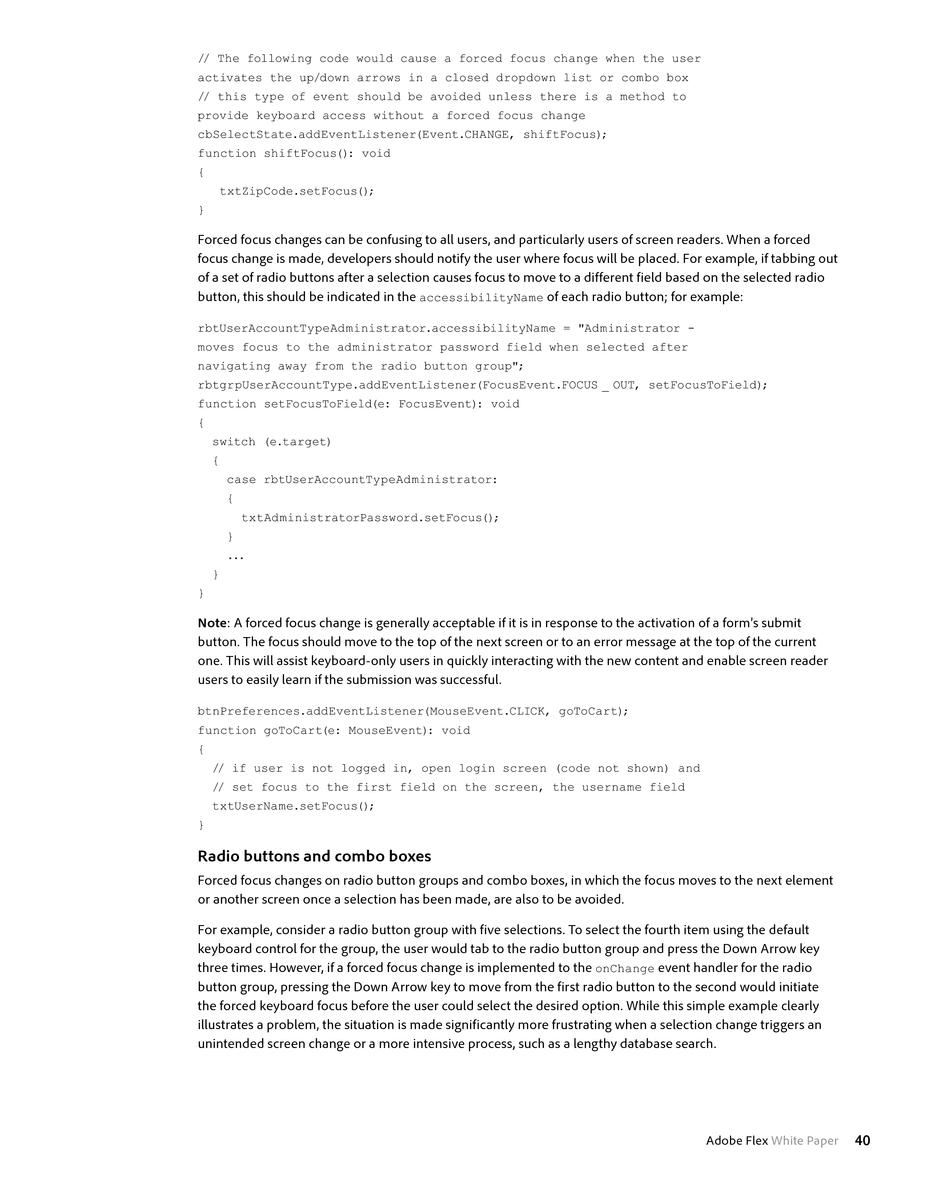 // The following code would cause a forced focus change when the user
activates the up/down arrows in a closed dropdown list or combo box
// this type of event should be avoided unless there is a method to
provide keyboard access without a forced focus change
cbSelectState.addEventListener(Event.CHANGE, shiftFocus);
function shiftFocus(): void
{
   txtZipCode.setFocus();
}
Forced focus changes can be confusing to all users, and particularly users of screen readers. When a forced
focus change is made, developers should notify the user where focus will be placed. For example, if tabbing out
of a set of radio buttons after a selection causes focus to move to a different field based on the selected radio
button, this should be indicated in the accessibilityName of each radio button; for example:
rbtUserAccountTypeAdministrator.accessibilityName = "Administrator -
moves focus to the administrator password field when selected after
navigating away from the radio button group";
rbtgrpUserAccountType.addEventListener(FocusEvent.FOCUS _ OUT, setFocusToField);
function setFocusToField(e: FocusEvent): void
{
  switch (e.target)
  {
    case rbtUserAccountTypeAdministrator:
    {
      txtAdministratorPassword.setFocus();
    }
    ...
  }
}
Note: A forced focus change is generally acceptable if it is in response to the activation of a form’s submit
button. The focus should move to the top of the next screen or to an error message at the top of the current
one. This will assist keyboard-only users in quickly interacting with the new content and enable screen reader
users to easily learn if the submission was successful.
btnPreferences.addEventListener(MouseEvent.CLICK, goToCart);
function goToCart(e: MouseEvent): void
{
  // if user is not logged in, open login screen (code not shown) and
  // set focus to the first field on the screen, the username field
  txtUserName.setFocus();
}
Radio buttons and combo boxes
Forced focus changes on radio button groups and combo boxes, in which the focus moves to the next element
or another screen once a selection has been made, are also to be avoided.
For example, consider a radio button group with five selections. To select the fourth item using the default
keyboard control for the group, the user would tab to the radio button group and press the Down Arrow key
three times. However, if a forced focus change is implemented to the onChange event handler for the radio
button group, pressing the Down Arrow key to move from the first radio button to the second would initiate
the forced keyboard focus before the user could select the desired option. While this simple example clearly
illustrates a problem, the situation is made significantly more frustrating when a selection change triggers an
unintended screen change or a more intensive process, such as a lengthy database search.
Adobe Flex White Paper 40